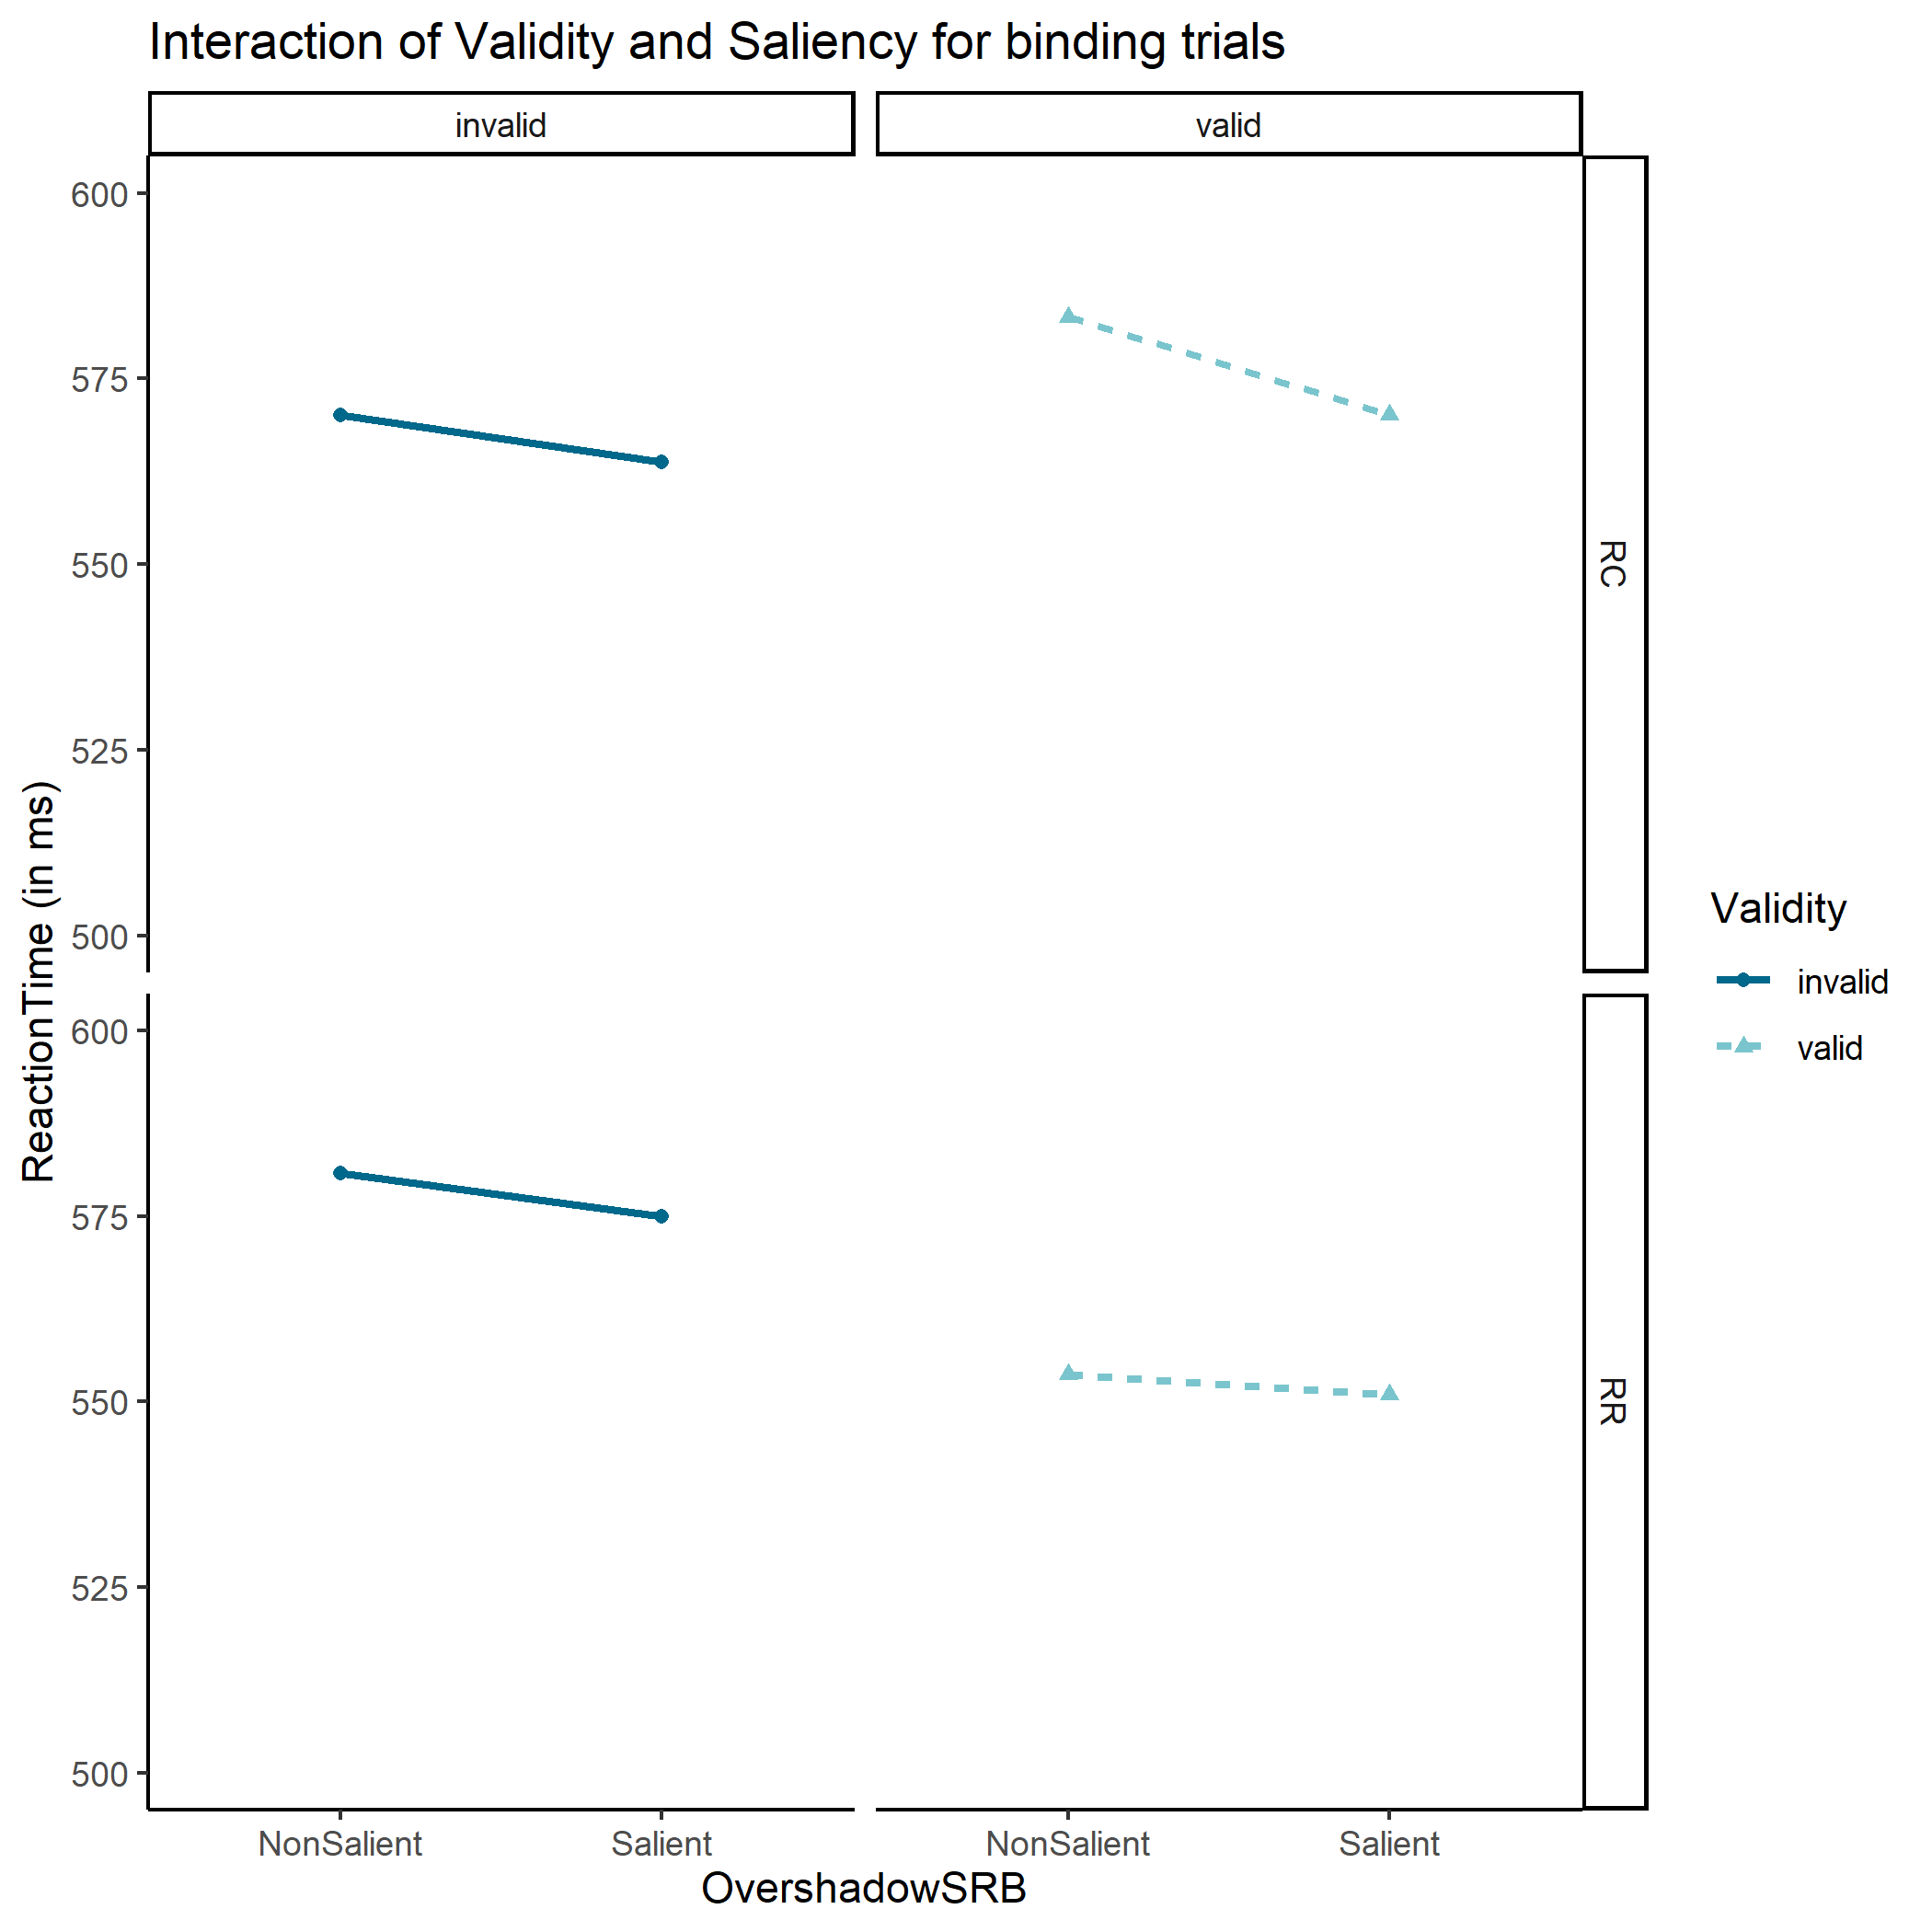 Interaction of Validity and Saliency for binding trials
invalid
valid
600
575
550
525
500
RC
600
575
550
525
500
RR
ReactionTime (in ms)
NonSalient
Salient
NonSalient
Salient
OvershadowSRB
Validity
invalid
valid